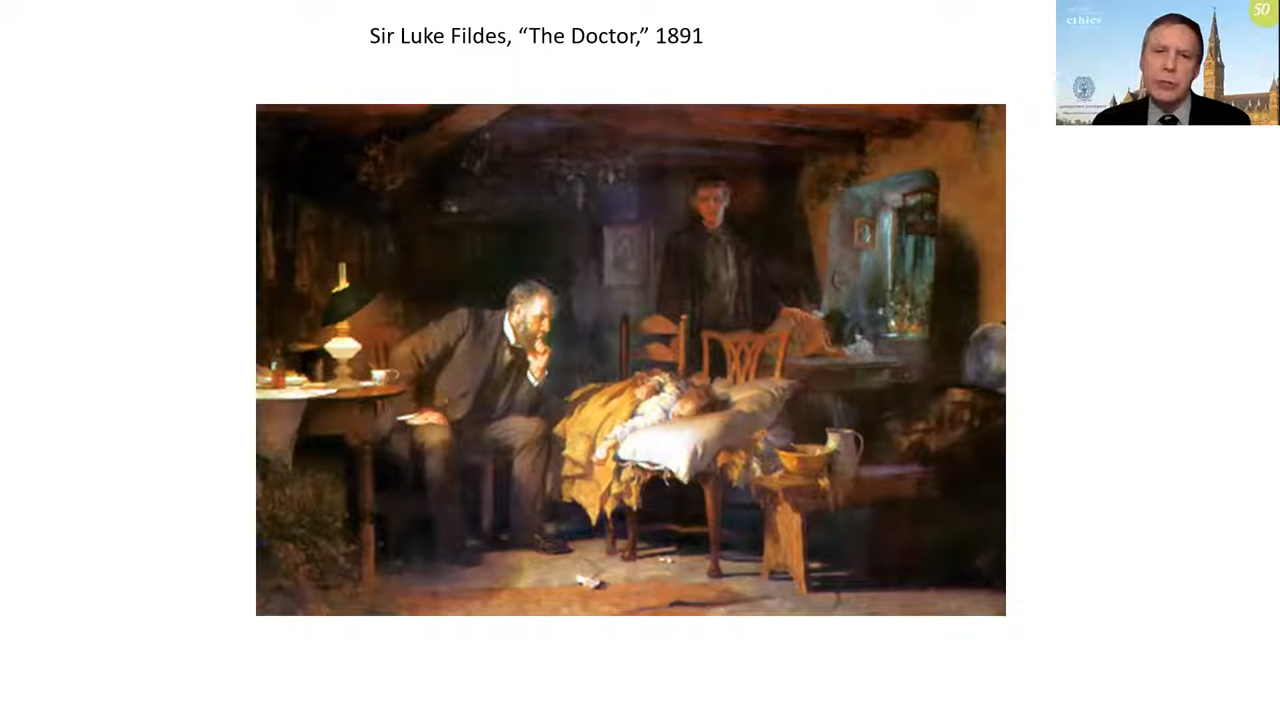 Sir Luke Fildes, “The Doctor,” 1891
50
ethics